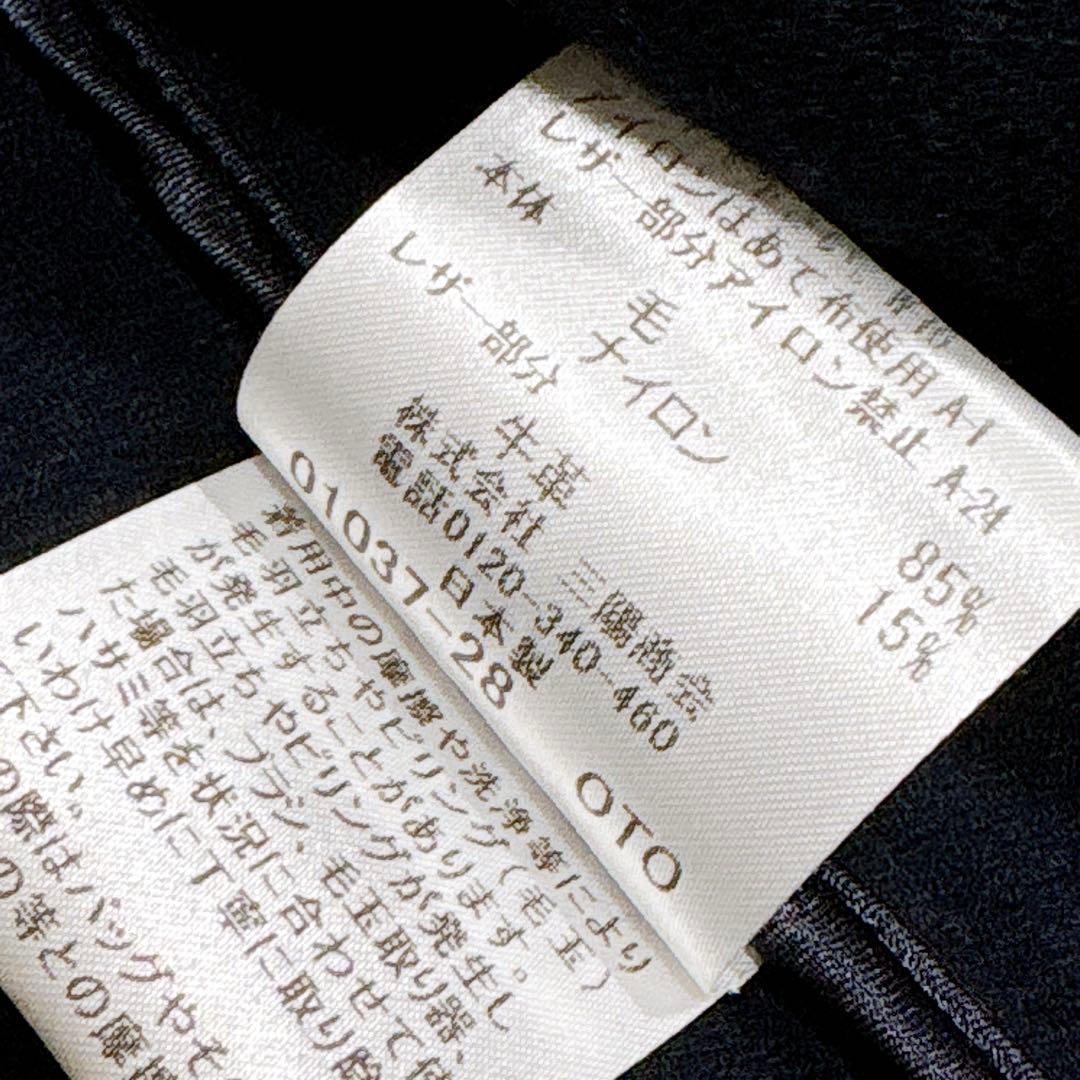 アイロンはあて布使用 A-1
レザー部分アイロン禁止 A-24
本体
毛 85%
ナイロン 15%
レザー部分
牛革
株式会社 三陽商会
電話0120-340-460
日本製
01037-28 OTO
着用中の摩擦や洗浄等により
毛羽立ちやピリング(毛玉)
が発生することがあります。
毛羽立ちやピリングが発生し
た場合は、ブラシ、毛玉取り器、
ハサミ等を状況に合わせて使
いわけ早めに丁寧に取り除
下さい。
の際はバッグやそ
の等との摩擦